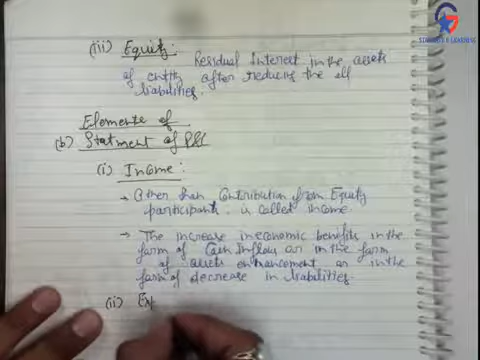 (iii) Equity:
Residual Interest in the assets
of entity after reducing the all
liabilities.
Elements of
(b) Statment of P&L
(i) Income:
→ Other than Contribution from Equity
participant is called income
→ The increase in economic benefits in the
form of Cash Inflow or in the form
of assets enhancement or in the
form of decrease in liabilities.
(ii) Exp